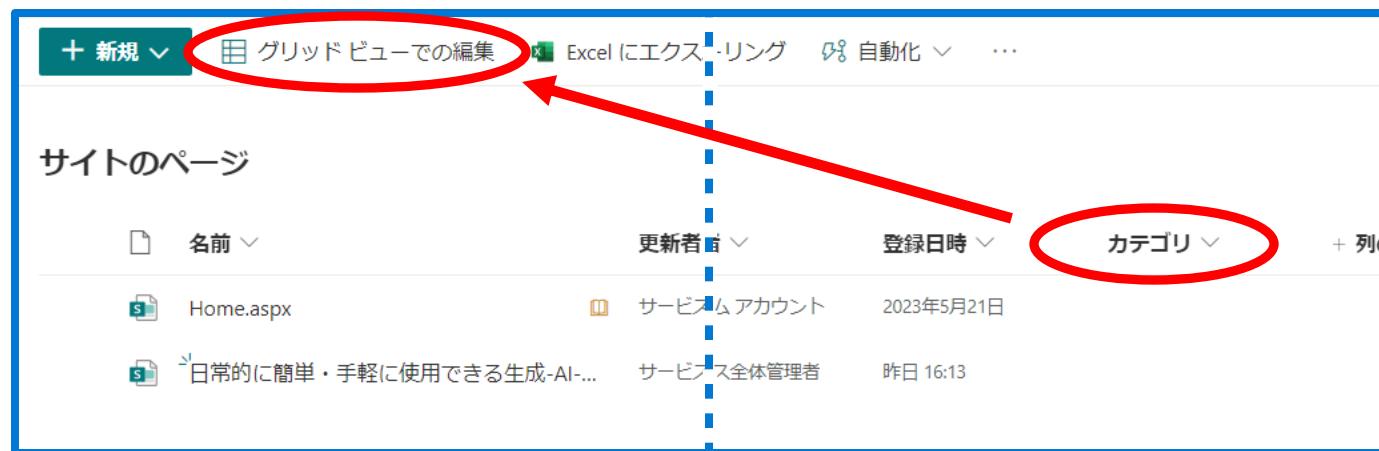 新規 グリッド ビューでの編集 Excel にエクス ーリング 自動化 ···
サイトのページ
名前 更新者 登録日時 カテゴリ + 列
Home.aspx サービス ム アカウント 2023年5月21日
日常的に簡単・手軽に使用できる生成-AI-... サービ ス全体管理者 昨日 16:13